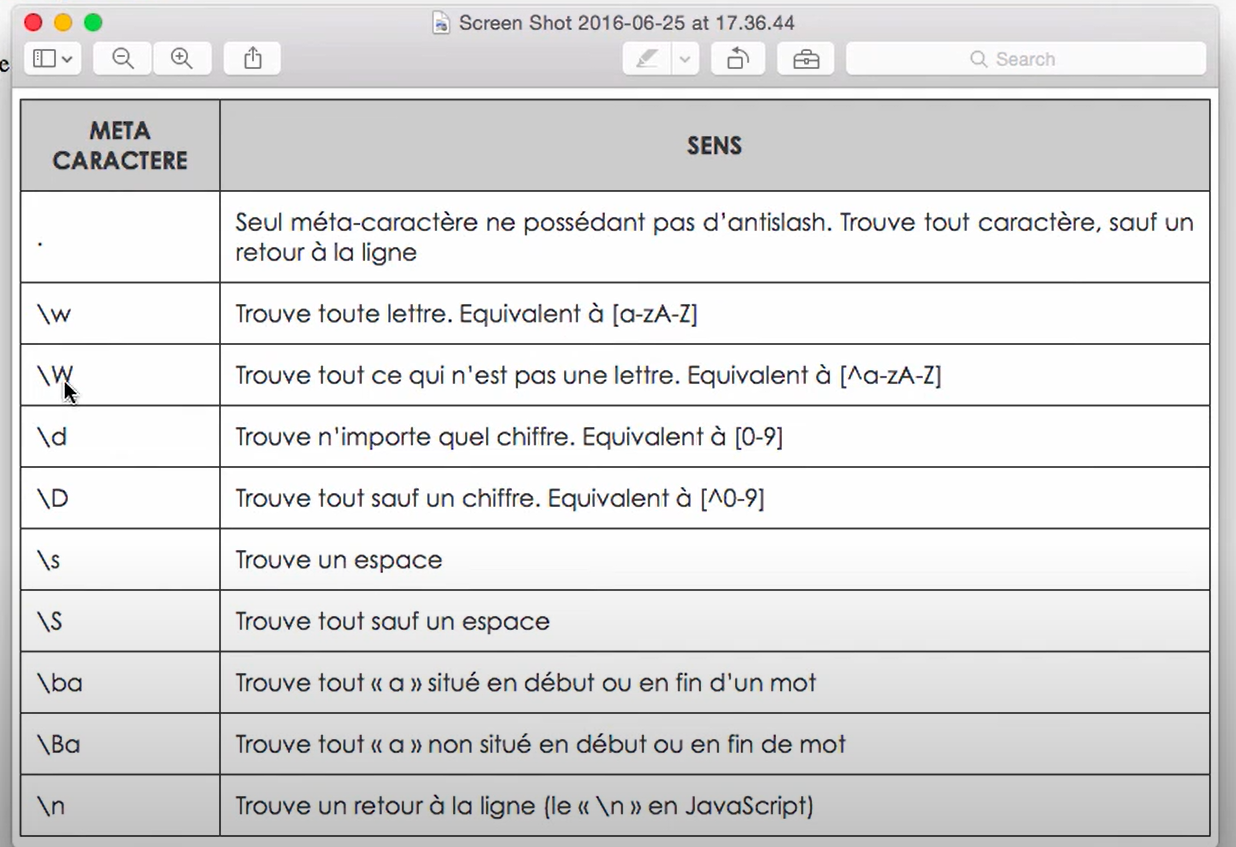 Screen Shot 2016-06-25 at 17.36.44
e
Search
META
CARACTERE
SENS
.
Seul méta-caractère ne possédant pas d’antislash. Trouve tout caractère, sauf un
retour à la ligne
\w
Trouve toute lettre. Equivalent à [a-zA-Z]
\W
Trouve tout ce qui n’est pas une lettre. Equivalent à [^a-zA-Z]
\d
Trouve n’importe quel chiffre. Equivalent à [0-9]
\D
Trouve tout sauf un chiffre. Equivalent à [^0-9]
\s
Trouve un espace
\S
Trouve tout sauf un espace
\ba
Trouve tout « a » situé en début ou en fin d’un mot
\Ba
Trouve tout « a » non situé en début ou en fin de mot
\n
Trouve un retour à la ligne (le « \n » en JavaScript)